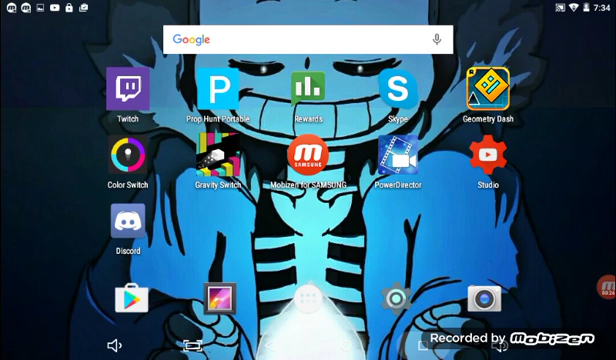 7:34
Google
Twitch
Prop Hunt Portable
Rewards
Skype
Geometry Dash
Color Switch
Gravity Switch
Mobizen for SAMSUNG
PowerDirector
Studio
Discord
Recorded by mobizen